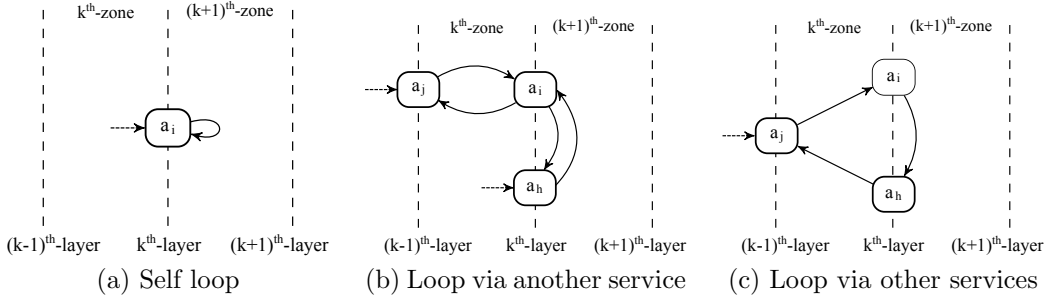 kᵗʰ-zone (k+1)ᵗʰ-zone
aᵢ
(k-1)ᵗʰ-layer kᵗʰ-layer (k+1)ᵗʰ-layer
(a) Self loop
kᵗʰ-zone (k+1)ᵗʰ-zone
aⱼ aᵢ
aₕ
(k-1)ᵗʰ-layer kᵗʰ-layer (k+1)ᵗʰ-layer
(b) Loop via another service
kᵗʰ-zone (k+1)ᵗʰ-zone
aᵢ
aⱼ
aₕ
(k-1)ᵗʰ-layer kᵗʰ-layer (k+1)ᵗʰ-layer
(c) Loop via other services